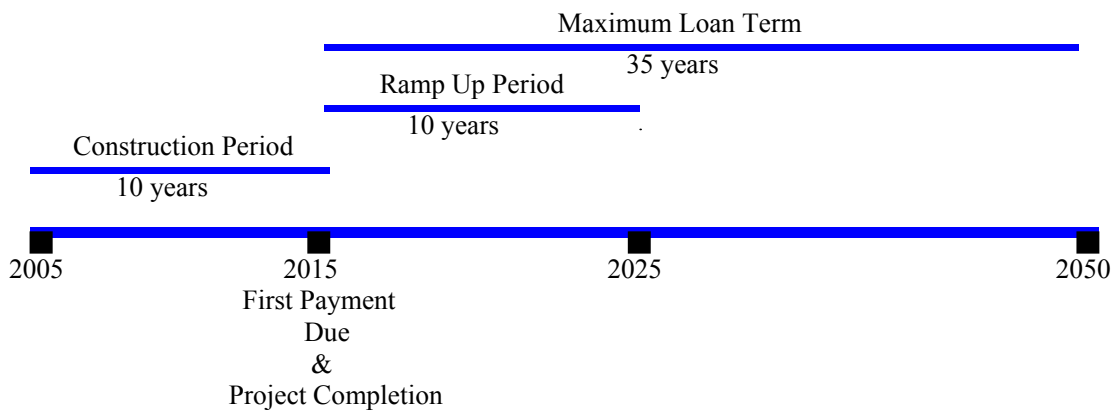 Maximum Loan Term
35 years
Ramp Up Period
10 years
Construction Period
10 years
2005 2015 2025 2050
First Payment
Due
&
Project Completion